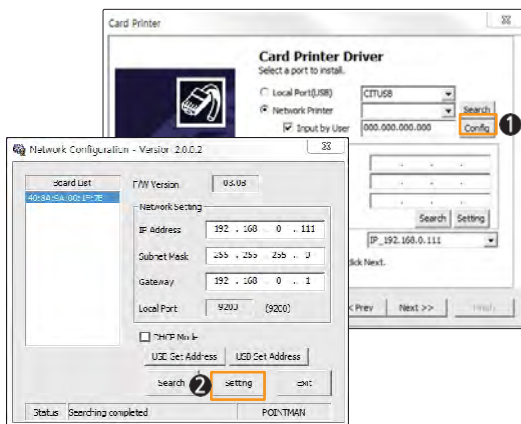 Card Printer
Card Printer Driver
Select a port to install.
Local Port(USB) CITUSB
Network Printer Search
Input by User 000.000.000.000 Config 1
Search Setting
IP_192.168.0.111
click Next.
< Prev Next >> Finish
Network Configuration - Version 2.0.0.2
Board List F/W Version
Network Setting
IP Address 192 . 168 . 0 . 111
Subnet Mask 255 . 255 . 255 . 0
Gateway 192 . 168 . 0 . 1
Local Port 9200 (9200)
DHCP Mode
USB Get Address USB Set Address
Search 2 Setting Exit
Status Searching completed POINTMAN